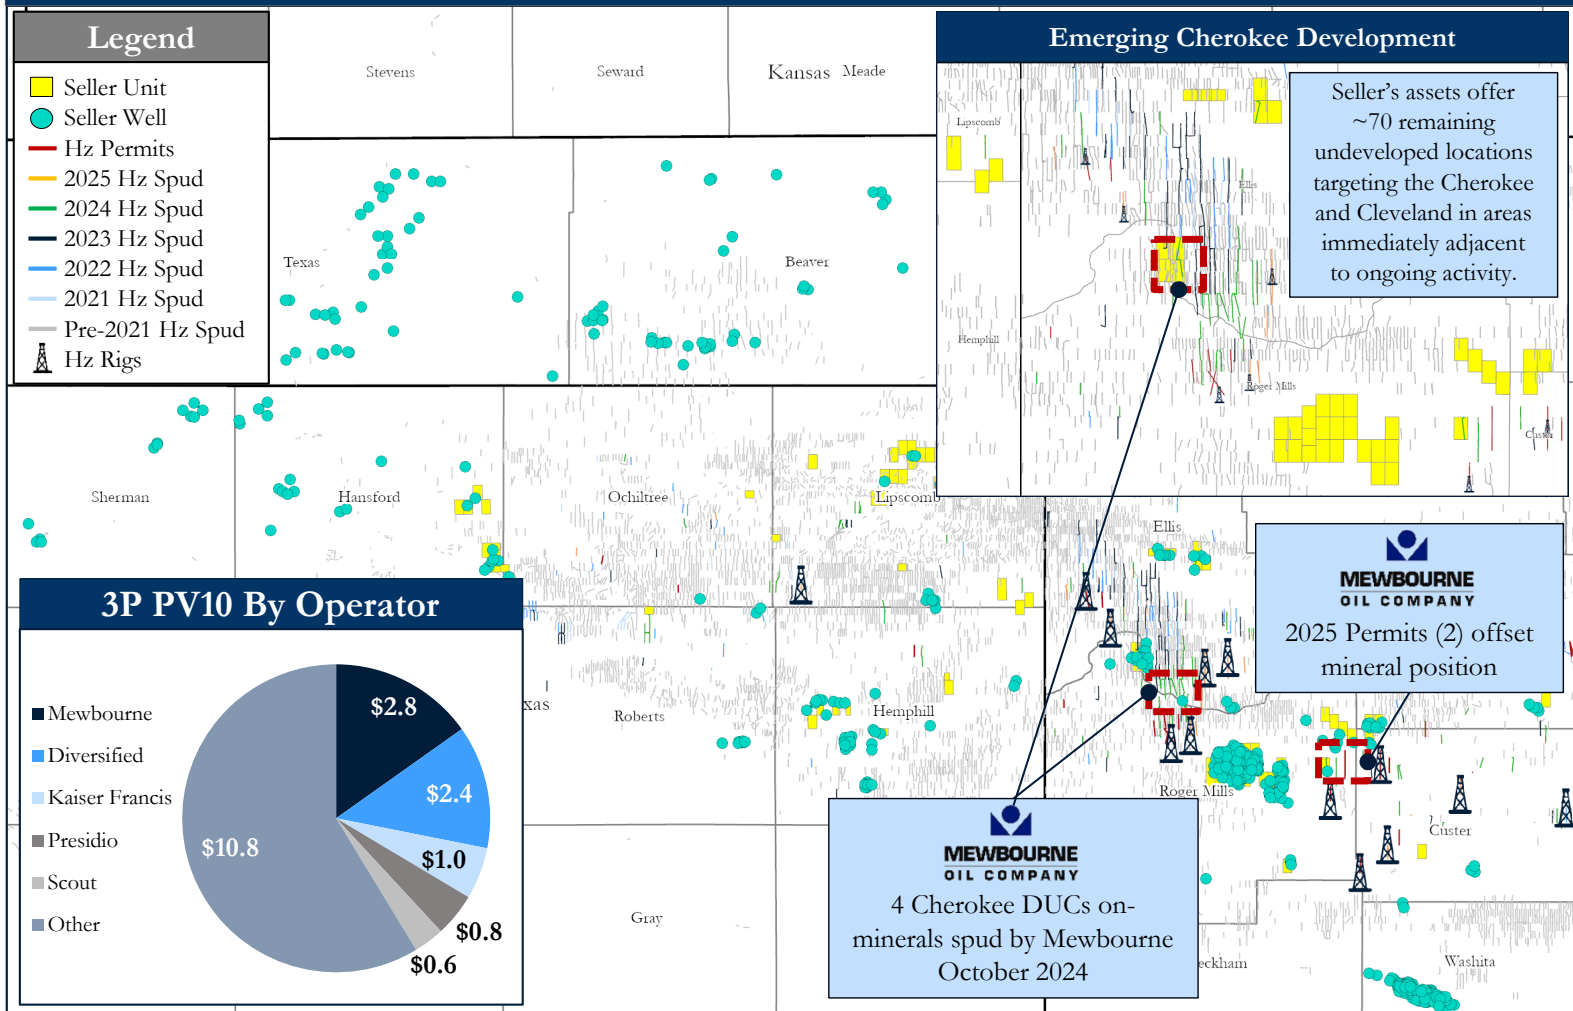 Legend
Seller Unit
Seller Well
Hz Permits
2025 Hz Spud
2024 Hz Spud
2023 Hz Spud
2022 Hz Spud
2021 Hz Spud
Pre-2021 Hz Spud
Hz Rigs
Stevens
Seward
Kansas
Meade
Texas
Beaver
Emerging Cherokee Development
Lipscomb
Ellis
Hemphill
Roger Mills
Custer
Seller's assets offer
~70 remaining
undeveloped locations
targeting the Cherokee
and Cleveland in areas
immediately adjacent
to ongoing activity.
Sherman
Hansford
Ochiltree
Lipscomb
Ellis
MEWBOURNE
OIL COMPANY
2025 Permits (2) offset
mineral position
3P PV10 By Operator
Mewbourne
Diversified
Kaiser Francis
Presidio
Scout
Other
$2.8
$2.4
$1.0
$0.8
$0.6
$10.8
xas
Roberts
Hemphill
Roger Mills
Custer
Gray
MEWBOURNE
OIL COMPANY
4 Cherokee DUCs on-
minerals spud by Mewbourne
October 2024
eckham
Washita